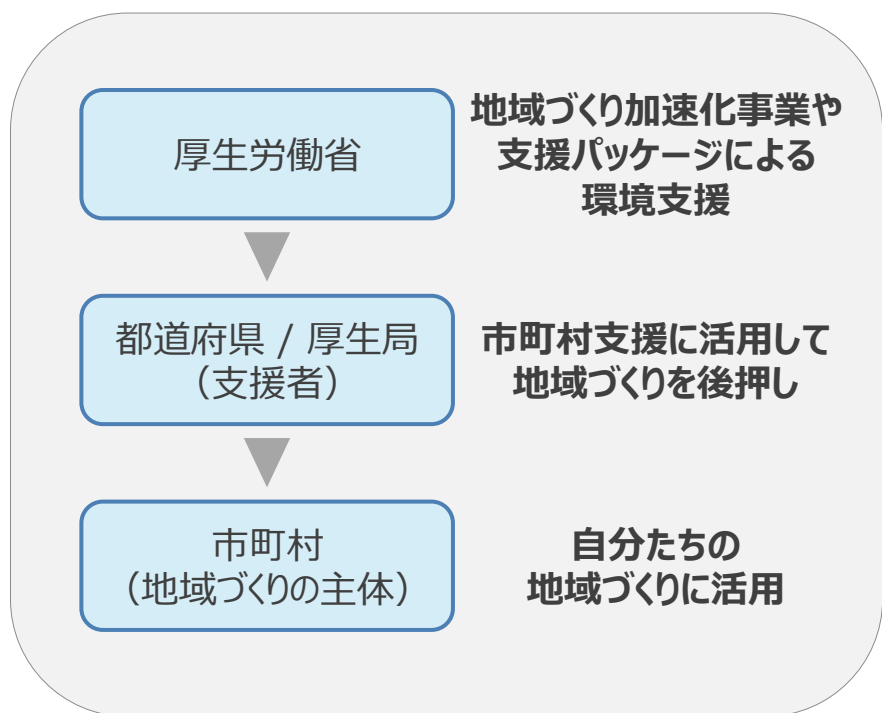 厚生労働省
地域づくり加速化事業や
支援パッケージによる
環境支援
都道府県 / 厚生局
（支援者）
市町村支援に活用して
地域づくりを後押し
市町村
（地域づくりの主体）
自分たちの
地域づくりに活用